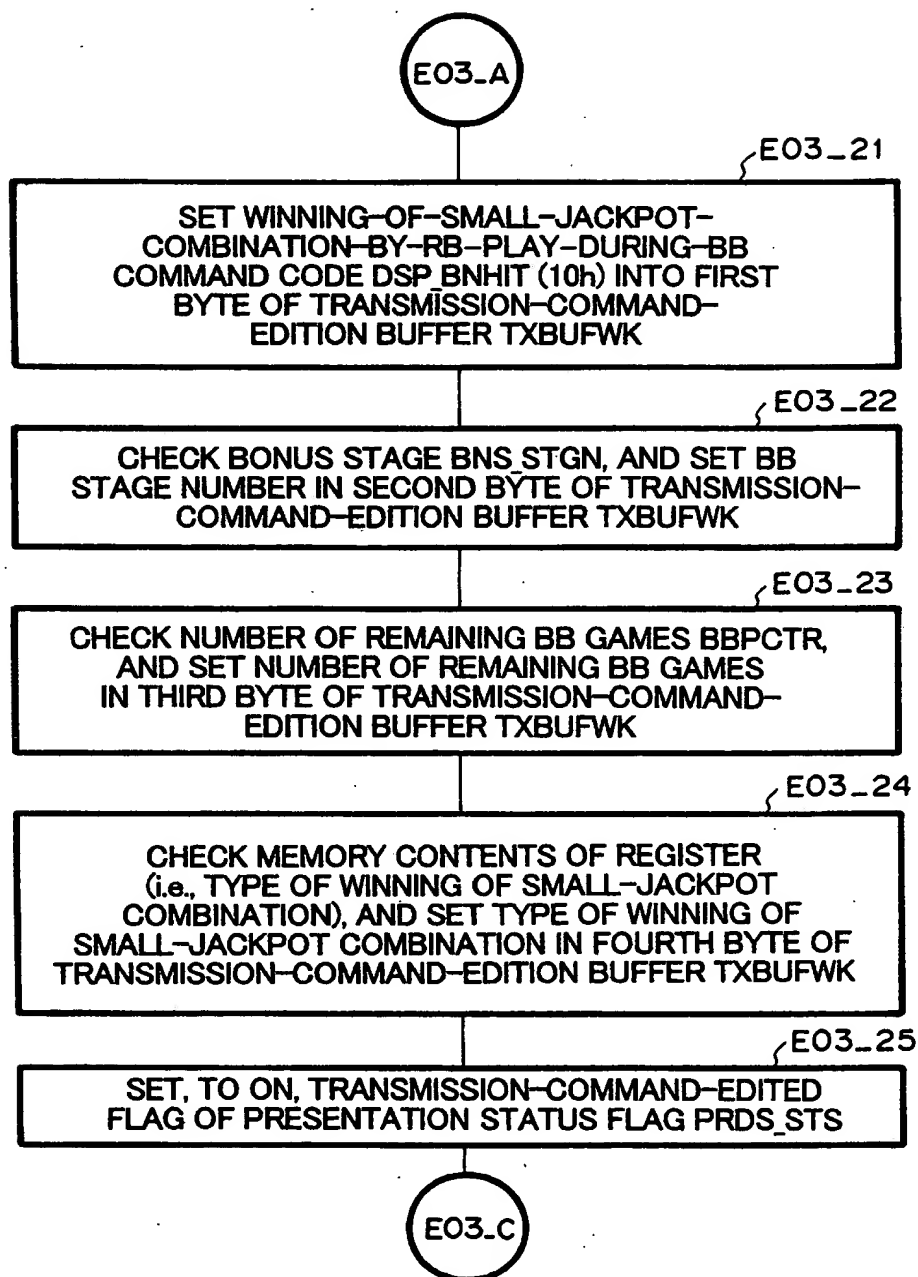 E03_A
E03_21
SET WINNING-OF-SMALL-JACKPOT-
COMBINATION-BY-RB-PLAY-DURING-BB
COMMAND CODE DSP_BNHIT (10h) INTO FIRST
BYTE OF TRANSMISSION-COMMAND-
EDITION BUFFER TXBUFWK
E03_22
CHECK BONUS STAGE BNS_STGN, AND SET BB
STAGE NUMBER IN SECOND BYTE OF TRANSMISSION-
COMMAND-EDITION BUFFER TXBUFWK
E03_23
CHECK NUMBER OF REMAINING BB GAMES BBPCTR,
AND SET NUMBER OF REMAINING BB GAMES
IN THIRD BYTE OF TRANSMISSION-COMMAND-
EDITION BUFFER TXBUFWK
E03_24
CHECK MEMORY CONTENTS OF REGISTER
(i.e., TYPE OF WINNING OF SMALL-JACKPOT
COMBINATION), AND SET TYPE OF WINNING OF
SMALL-JACKPOT COMBINATION IN FOURTH BYTE OF
TRANSMISSION-COMMAND-EDITION BUFFER TXBUFWK
E03_25
SET, TO ON, TRANSMISSION-COMMAND-EDITED
FLAG OF PRESENTATION STATUS FLAG PRDS_STS
E03_C